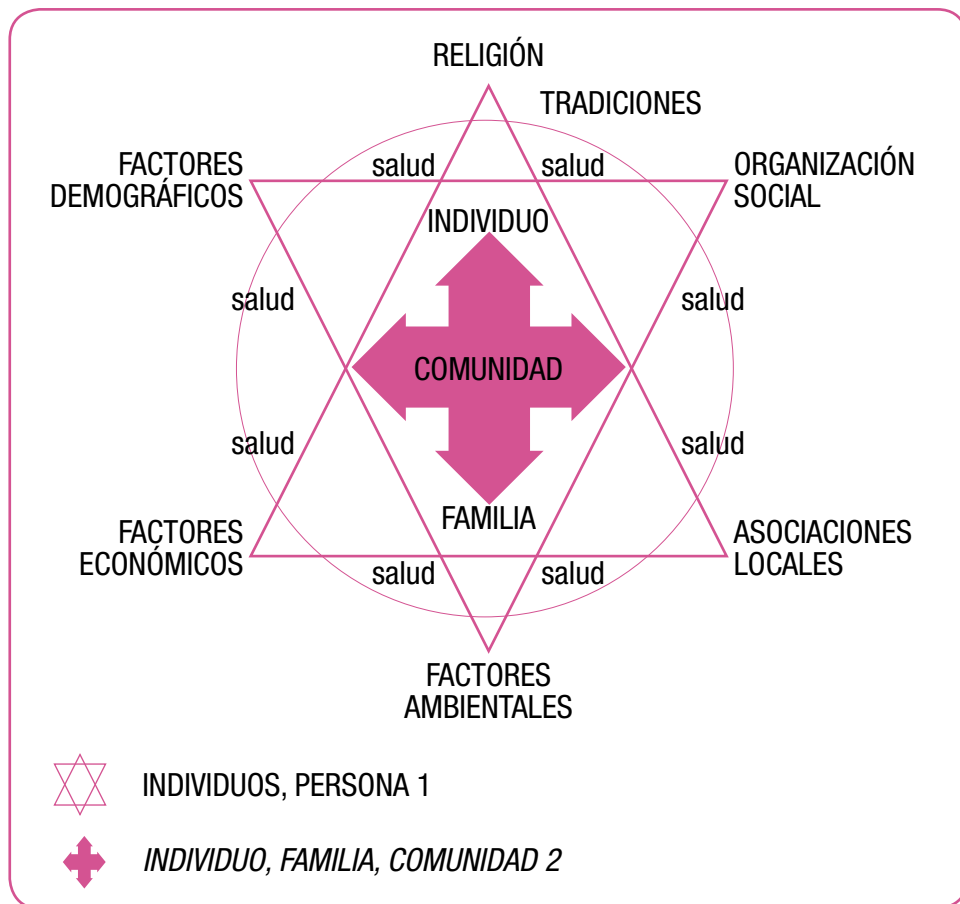 RELIGIÓN
TRADICIONES
FACTORES
DEMOGRÁFICOS
salud
salud
ORGANIZACIÓN
SOCIAL
INDIVIDUO
salud
salud
COMUNIDAD
salud
salud
FAMILIA
FACTORES
ECONÓMICOS
ASOCIACIONES
LOCALES
salud
salud
FACTORES
AMBIENTALES
INDIVIDUOS, PERSONA 1
INDIVIDUO, FAMILIA, COMUNIDAD 2